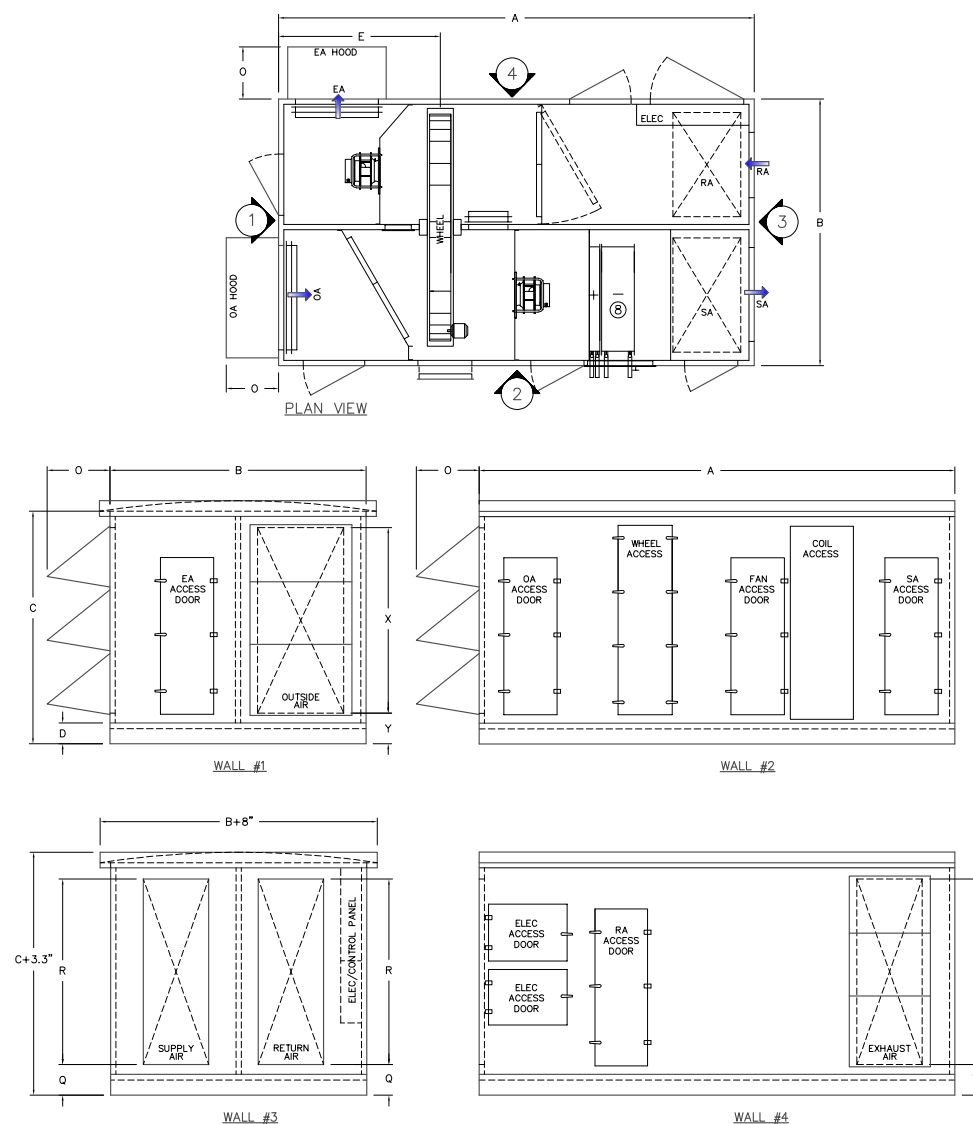 A
E
EA HOOD
O
EA
4
ELEC
RA
RA
1
WHEEL
3
B
OA HOOD
OA
8
SA
SA
O
2
PLAN VIEW
O
B
O
A
EA
ACCESS
DOOR
OUTSIDE
AIR
C
X
D
Y
WALL #1
OA
ACCESS
DOOR
WHEEL
ACCESS
FAN
ACCESS
DOOR
COIL
ACCESS
SA
ACCESS
DOOR
WALL #2
B+8"
C+3.3"
R
R
ELEC/CONTROL PANEL
SUPPLY
AIR
RETURN
AIR
Q
Q
WALL #3
ELEC
ACCESS
DOOR
ELEC
ACCESS
DOOR
RA
ACCESS
DOOR
EXHAUST
AIR
WALL #4